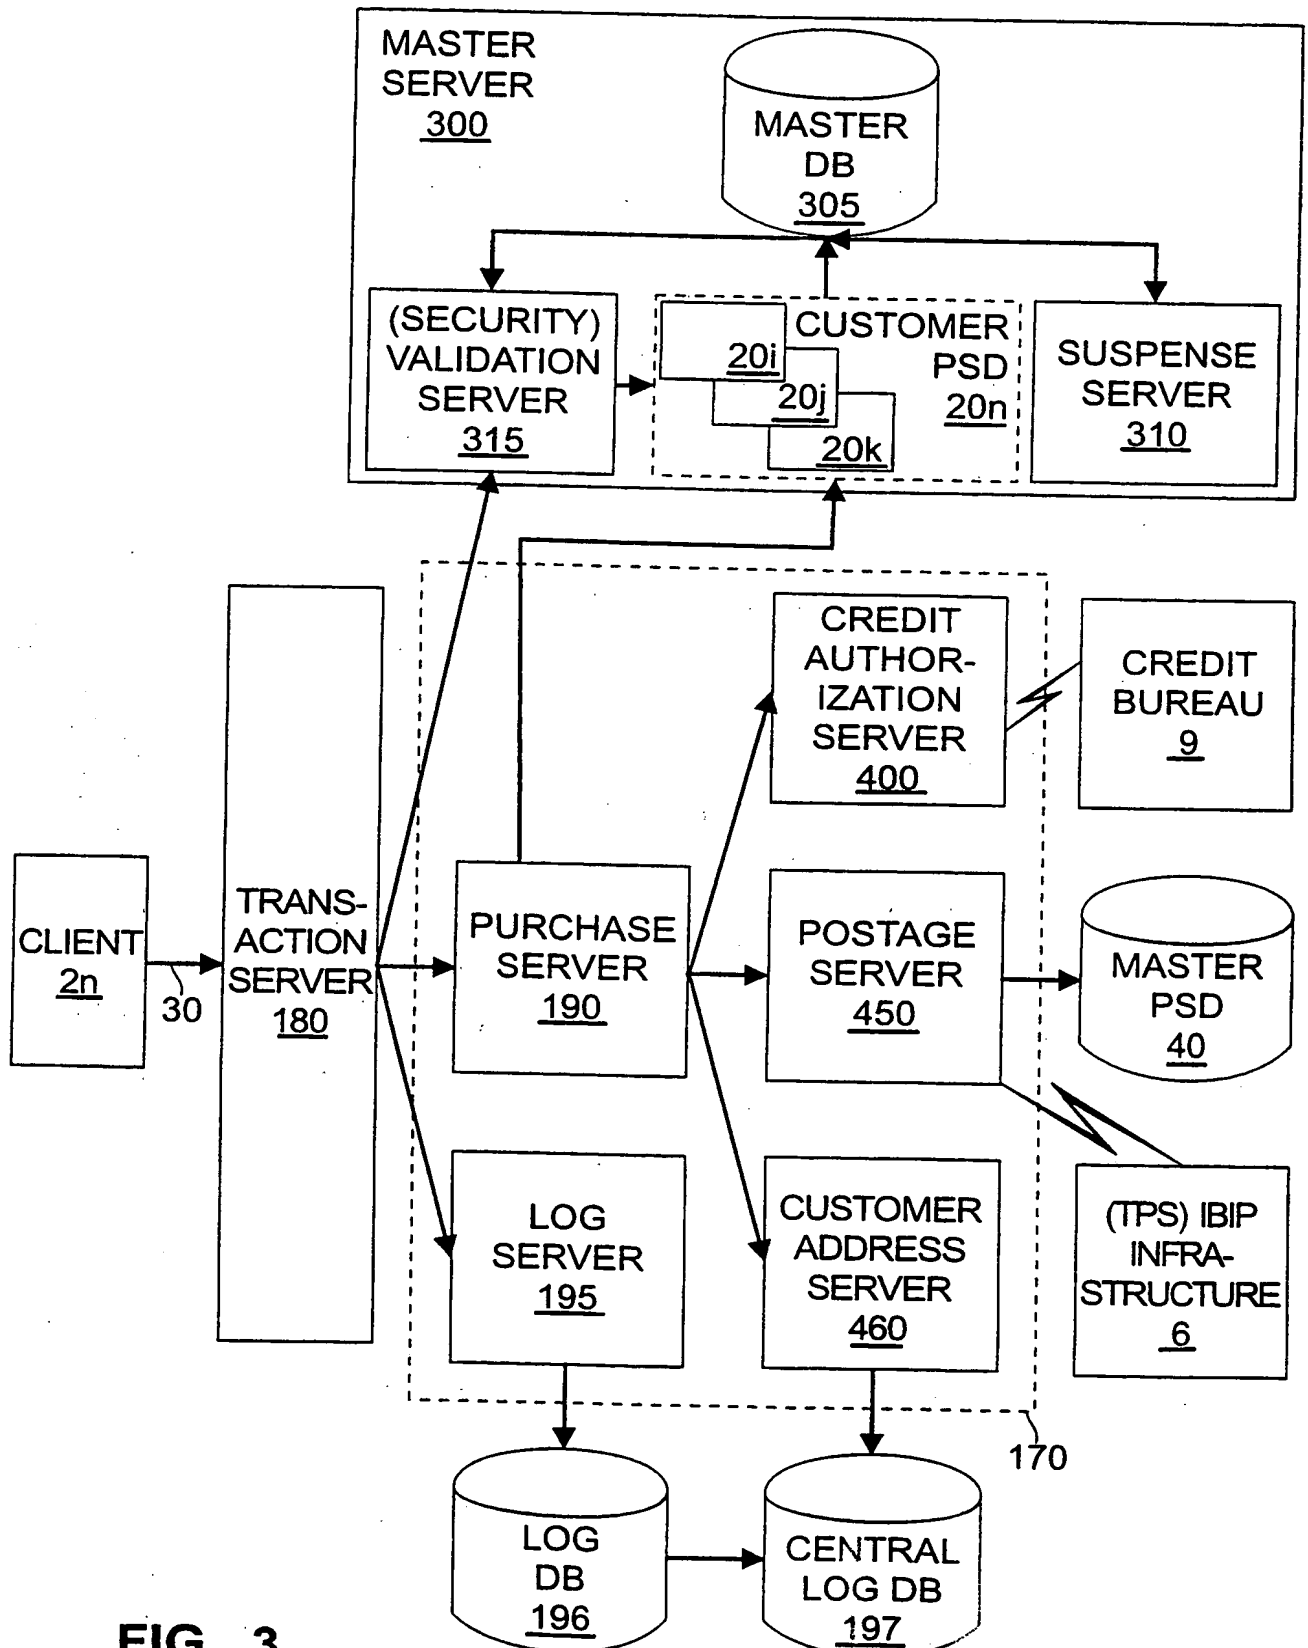 MASTER
SERVER
300
MASTER
DB
305
(SECURITY)
VALIDATION
SERVER
315
20i
20j
20k
CUSTOMER
PSD
20n
SUSPENSE
SERVER
310
CREDIT
AUTHOR-
IZATION
SERVER
400
CREDIT
BUREAU
9
CLIENT
2n
30
TRANS-
ACTION
SERVER
180
PURCHASE
SERVER
190
POSTAGE
SERVER
450
MASTER
PSD
40
LOG
SERVER
195
CUSTOMER
ADDRESS
SERVER
460
(TPS) IBIP
INFRA-
STRUCTURE
6
170
LOG
DB
196
CENTRAL
LOG DB
197
FIG. 3